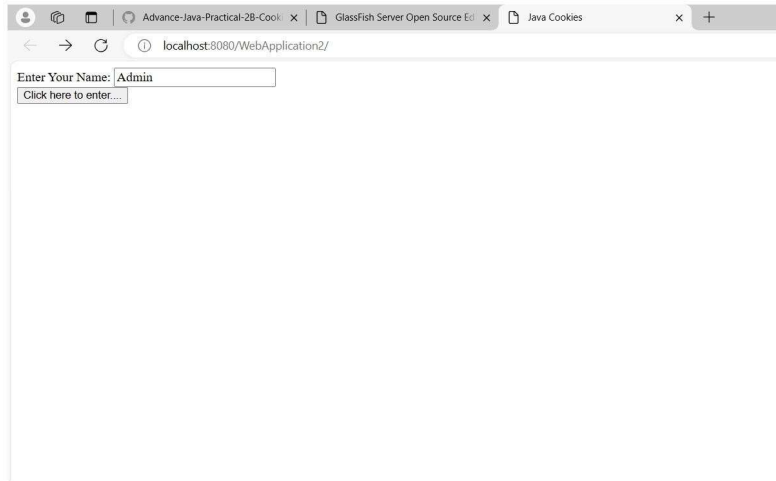 Advance-Java-Practical-2B-Cooki
GlassFish Server Open Source Ed
Java Cookies
localhost:8080/WebApplication2/
Enter Your Name: Admin
Click here to enter....